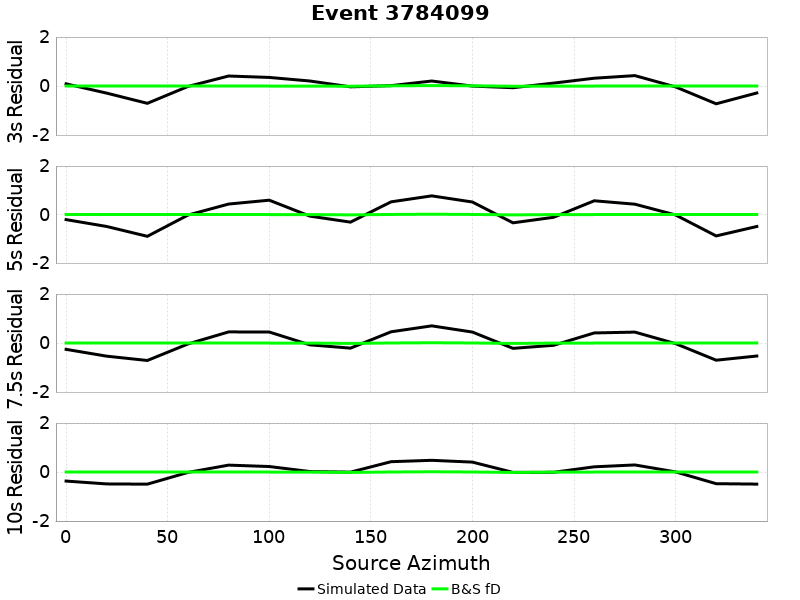 Event 3784099
3s Residual
2
0
-2
5s Residual
2
0
-2
7.5s Residual
2
0
-2
10s Residual
2
0
-2
0 50 100 150 200 250 300
Source Azimuth
Simulated Data B&S fD